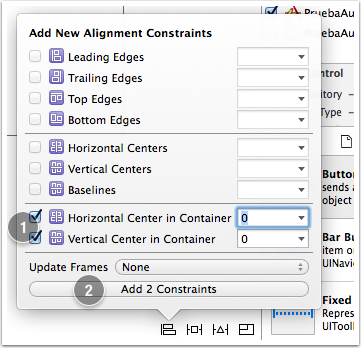 PruebaAu
PruebaAu
Add New Alignment Constraints
Leading Edges
Trailing Edges
Top Edges
Bottom Edges
Horizontal Centers
Vertical Centers
Baselines
1
Horizontal Center in Container 0
Vertical Center in Container 0
Update Frames None
2 Add 2 Constraints
ntrol
itory
Type
Button
sends a
object
Bar Bu
item on
UINavi
Fixed
Repres
UITool